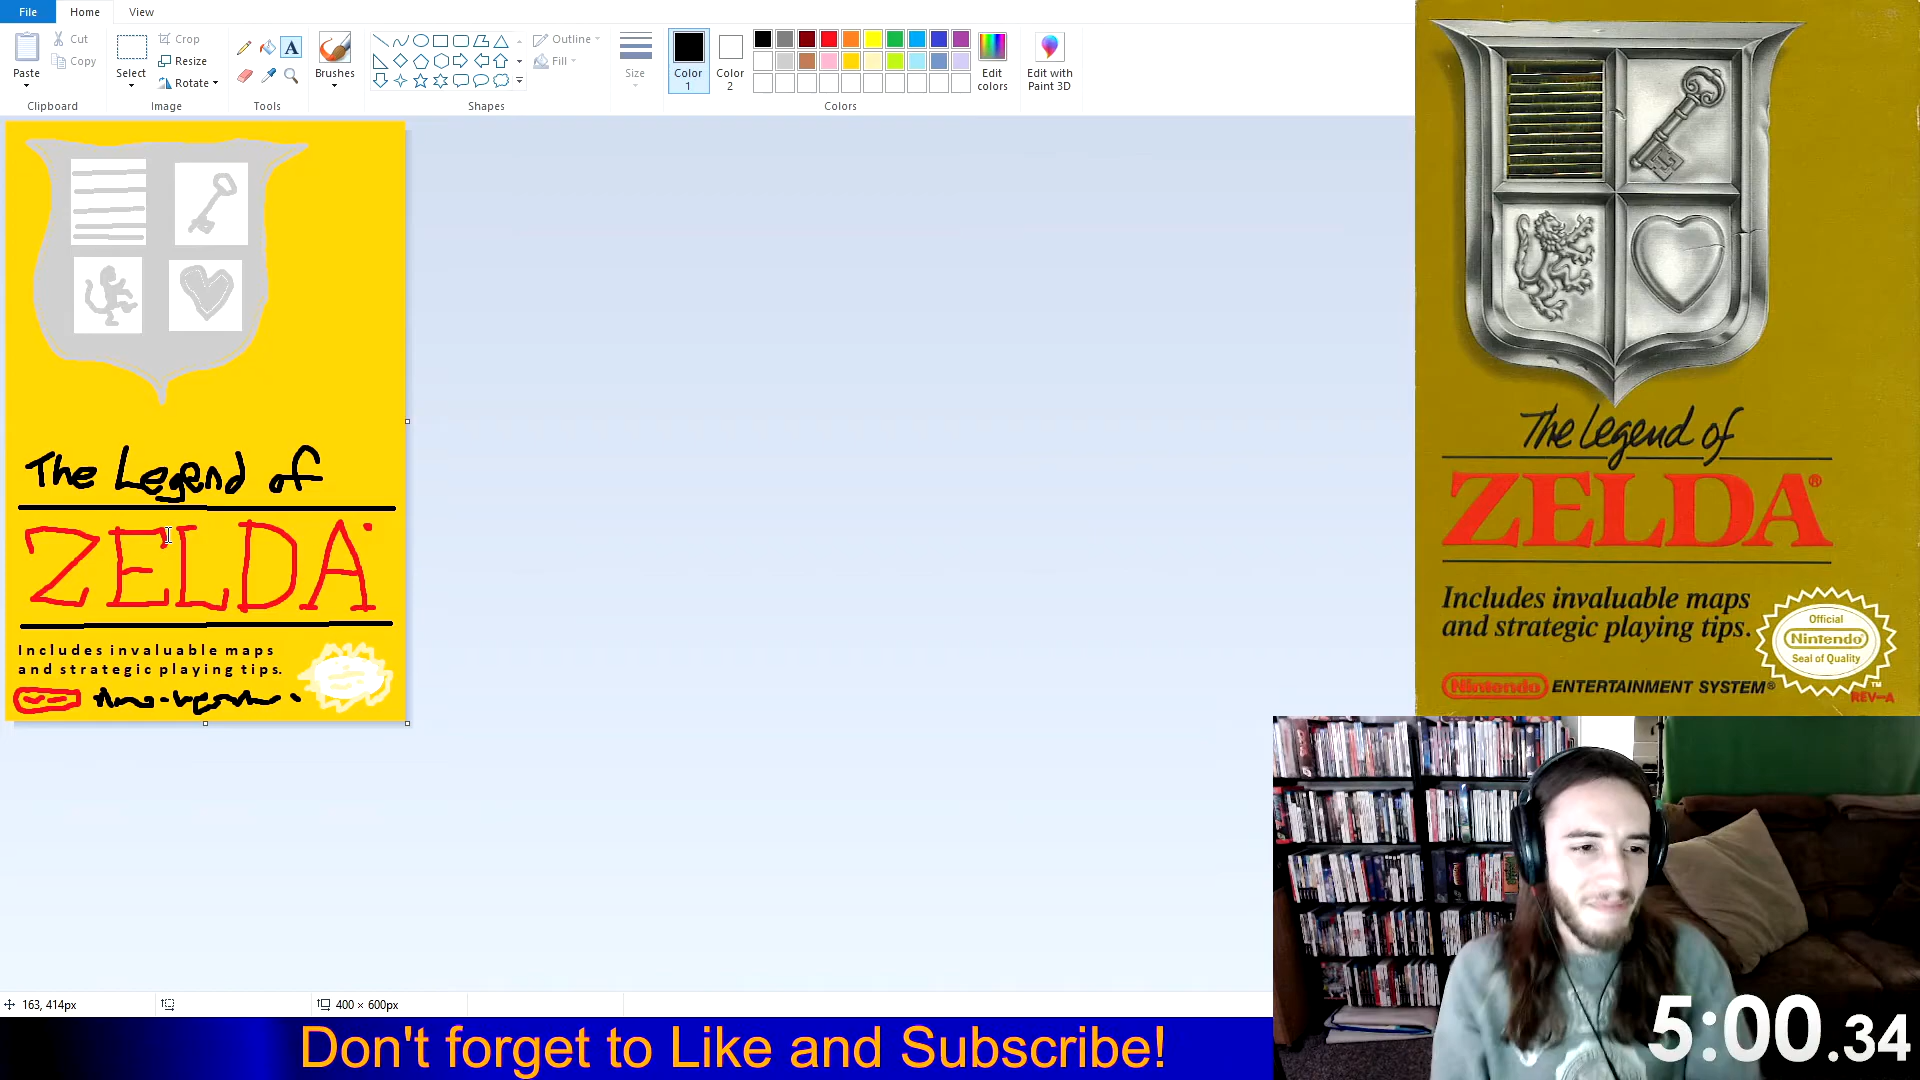 File Home View
Paste
Cut
Copy
Clipboard
Select
Crop
Resize
Rotate
Image
Tools
Brushes
Shapes
Outline
Fill
Size
Color 1
Color 2
Colors
Edit colors
Edit with Paint 3D
The Legend of
ZELDA
Includes invaluable maps
and strategic playing tips.
163, 414px
400 × 600px
The Legend of
ZELDA®
Includes invaluable maps
and strategic playing tips.
Official
Nintendo
Seal of Quality
TM
Nintendo ENTERTAINMENT SYSTEM®
REV-A
5:00.34
Don't forget to Like and Subscribe!